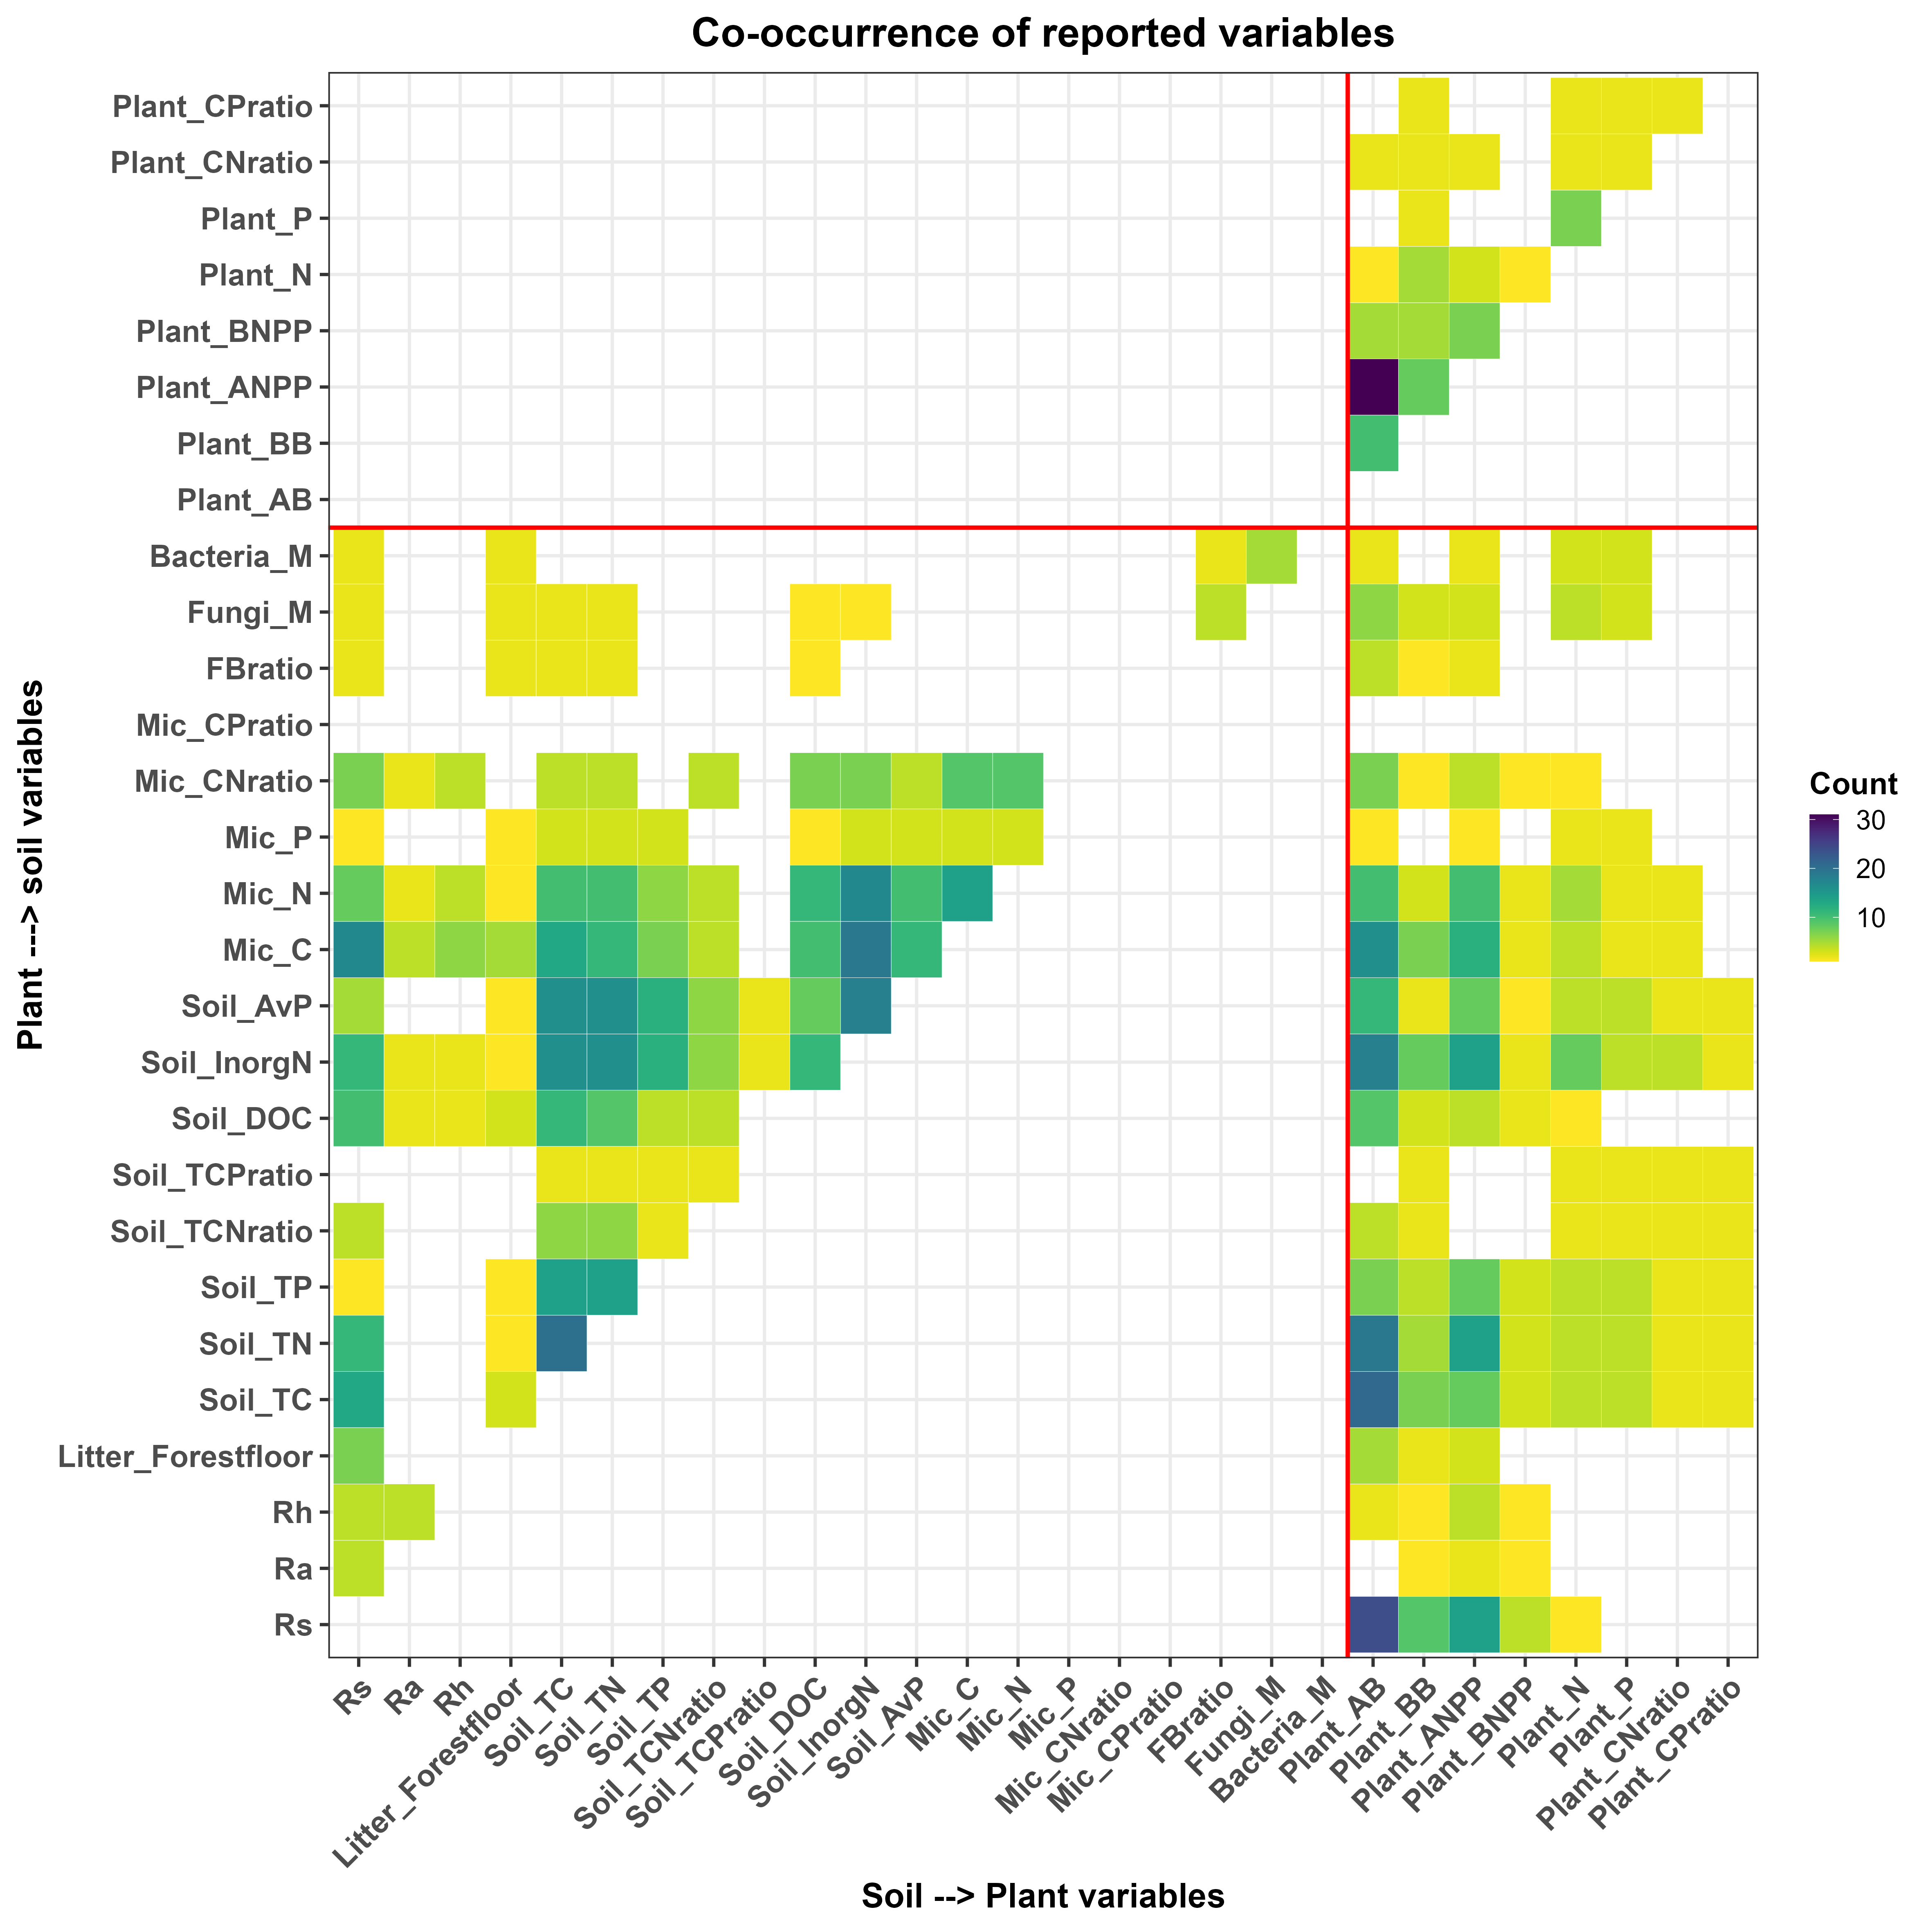 Co-occurrence of reported variables
Plant_CPratio
Plant_CNratio
Plant_P
Plant_N
Plant_BNPP
Plant_ANPP
Plant_BB
Plant_AB
Bacteria_M
Fungi_M
FBratio
Mic_CPratio
Mic_CNratio
Mic_P
Mic_N
Mic_C
Soil_AvP
Soil_InorgN
Soil_DOC
Soil_TCPratio
Soil_TCNratio
Soil_TP
Soil_TN
Soil_TC
Litter_Forestfloor
Rh
Ra
Rs
Plant ---> soil variables
Rs
Ra
Rh
Litter_Forestfloor
Soil_TC
Soil_TN
Soil_TP
Soil_TCNratio
Soil_TCPratio
Soil_DOC
Soil_InorgN
Soil_AvP
Mic_C
Mic_N
Mic_P
Mic_CNratio
Mic_CPratio
FBratio
Fungi_M
Bacteria_M
Plant_AB
Plant_BB
Plant_ANPP
Plant_BNPP
Plant_N
Plant_P
Plant_CNratio
Plant_CPratio
Soil --> Plant variables
Count
30
20
10